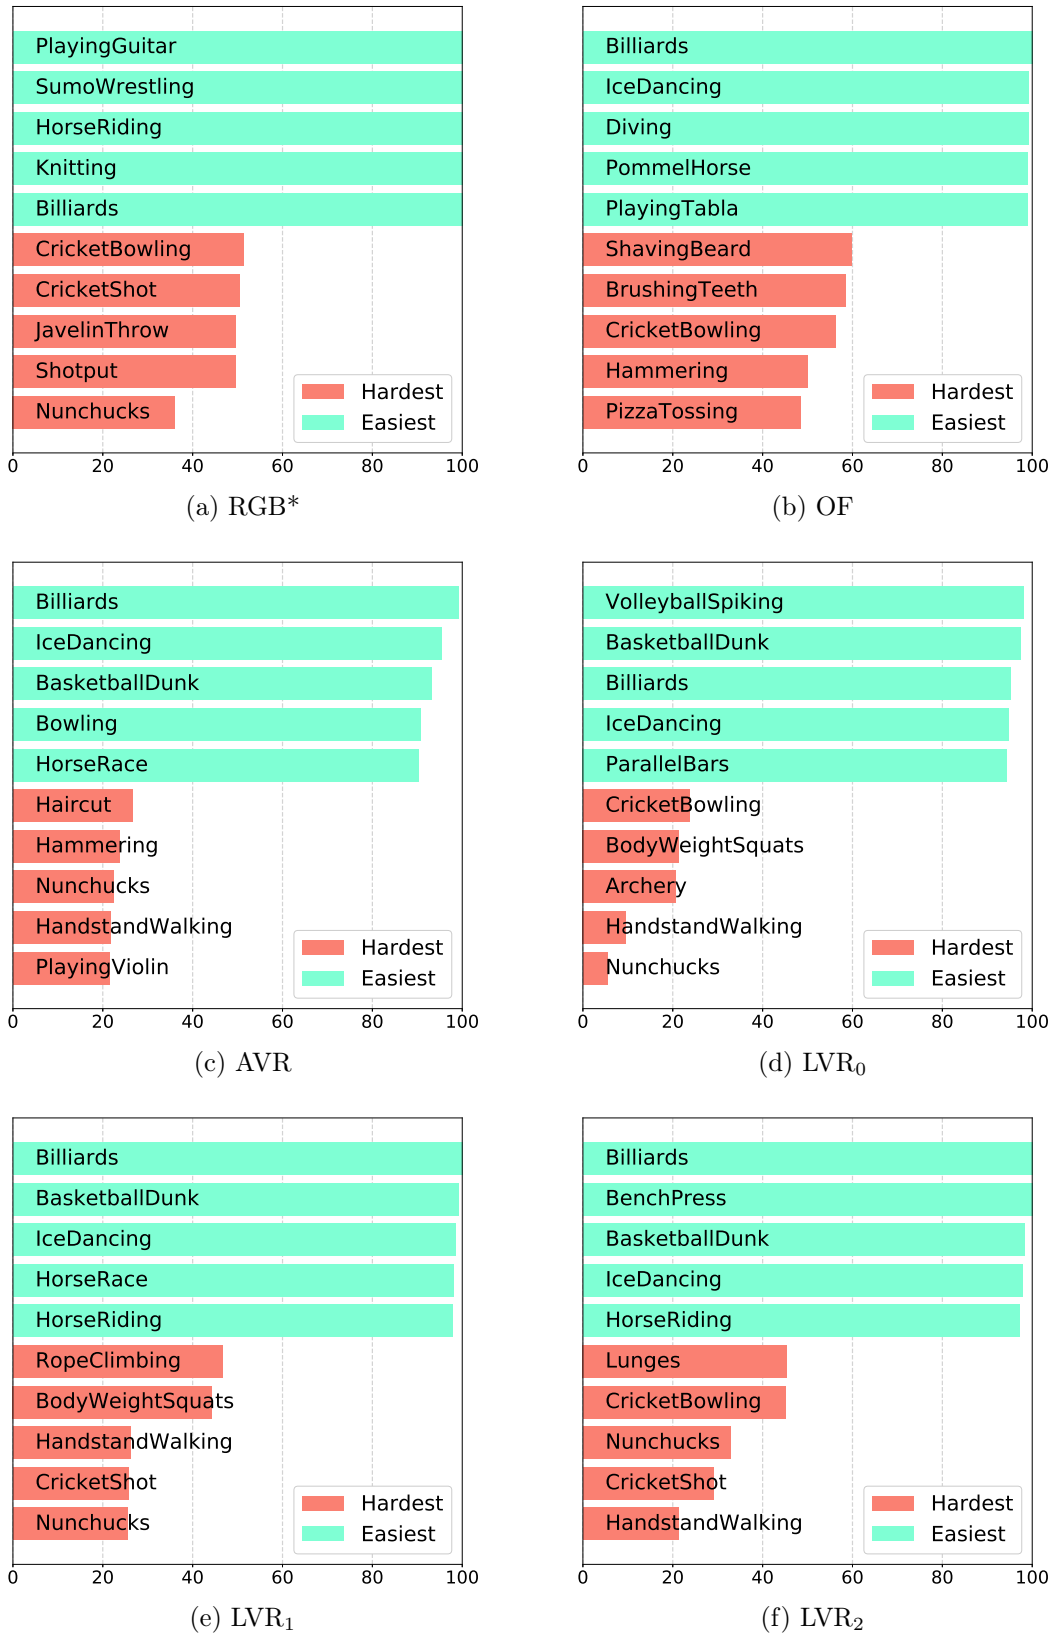 PlayingGuitar
SumoWrestling
HorseRiding
Knitting
Billiards
CricketBowling
CricketShot
JavelinThrow
Shotput
Nunchucks
Hardest
Easiest
0 20 40 60 80 100
(a) RGB*
Billiards
IceDancing
Diving
PommelHorse
PlayingTabla
ShavingBeard
BrushingTeeth
CricketBowling
Hammering
PizzaTossing
Hardest
Easiest
0 20 40 60 80 100
(b) OF
Billiards
IceDancing
BasketballDunk
Bowling
HorseRace
Haircut
Hammering
Nunchucks
HandstandWalking
PlayingViolin
Hardest
Easiest
0 20 40 60 80 100
(c) AVR
VolleyballSpiking
BasketballDunk
Billiards
IceDancing
ParallelBars
CricketBowling
BodyWeightSquats
Archery
HandstandWalking
Nunchucks
Hardest
Easiest
0 20 40 60 80 100
(d) LVR₀
Billiards
BasketballDunk
IceDancing
HorseRace
HorseRiding
RopeClimbing
BodyWeightSquats
HandstandWalking
CricketShot
Nunchucks
Hardest
Easiest
0 20 40 60 80 100
(e) LVR₁
Billiards
BenchPress
BasketballDunk
IceDancing
HorseRiding
Lunges
CricketBowling
Nunchucks
CricketShot
HandstandWalking
Hardest
Easiest
0 20 40 60 80 100
(f) LVR₂